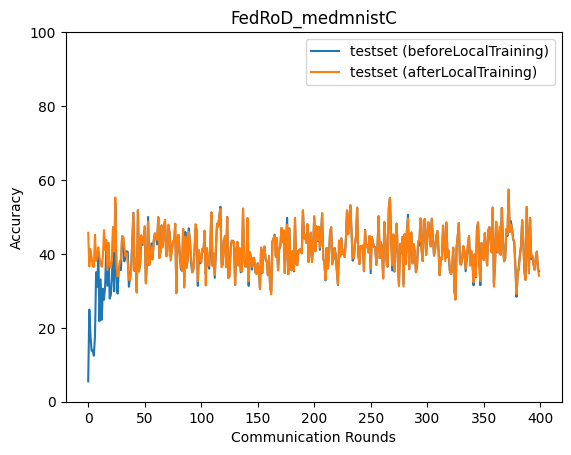 FedRoD_medmnistC
testset (beforeLocalTraining)
testset (afterLocalTraining)
Accuracy
100
80
60
40
20
0
0 50 100 150 200 250 300 350 400
Communication Rounds